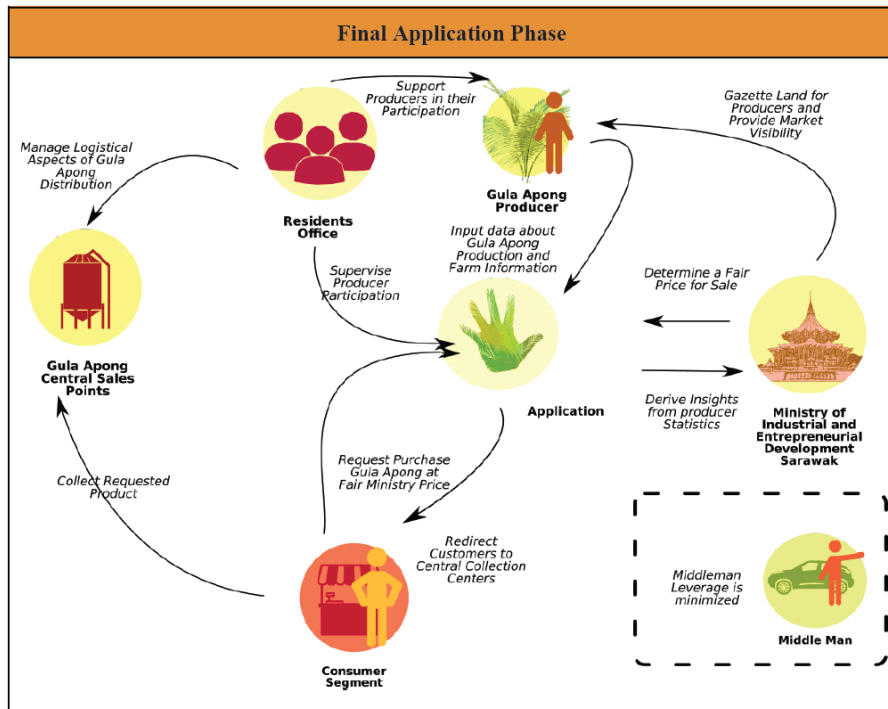 Final Application Phase
Support
Producers in their
Participation
Gazette Land for
Producers and
Provide Market
Visibility
Manage Logistical
Aspects of Gula
Apong
Distribution
Gula Apong
Producer
Residents
Office
Input data about
Gula Apong
Production and
Farm Information
Supervise
Producer
Participation
Determine a Fair
Price for Sale
Gula Apong
Central Sales
Points
Application
Derive Insights
from producer
Statistics
Ministry of
Industrial and
Entrepreneurial
Development
Sarawak
Request Purchase
Gula Apong at
Fair Ministry Price
Collect Requested
Product
Redirect
Customers to
Central Collection
Centers
Middleman
Leverage is
minimized
Middle Man
Consumer
Segment